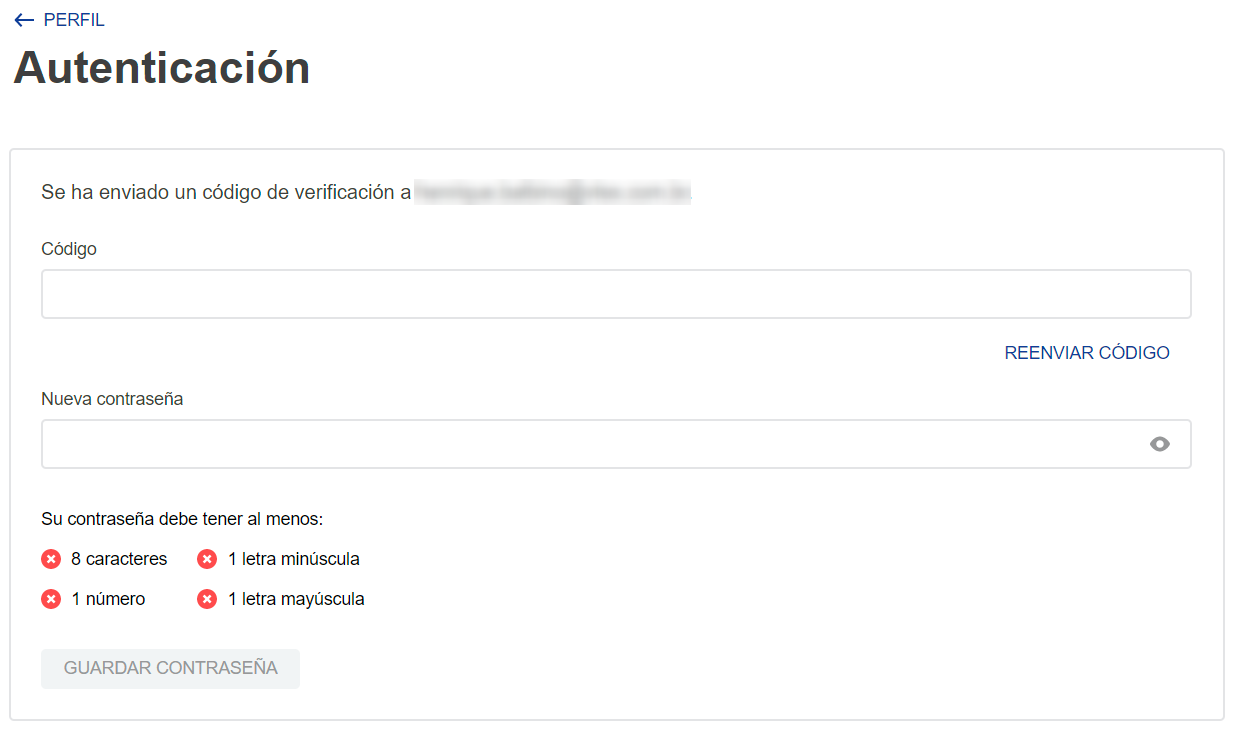 PERFIL
Autenticación
Se ha enviado un código de verificación a
Código
REENVIAR CÓDIGO
Nueva contraseña
Su contraseña debe tener al menos:
8 caracteres 1 letra minúscula
1 número 1 letra mayúscula
GUARDAR CONTRASEÑA